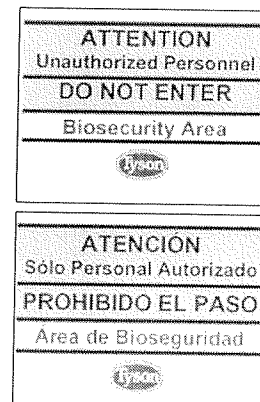 ATTENTION
Unauthorized Personnel
DO NOT ENTER
Biosecurity Area
Tyson
ATENCIÓN
Sólo Personal Autorizado
PROHIBIDO EL PASO
Área de Bioseguridad
Tyson